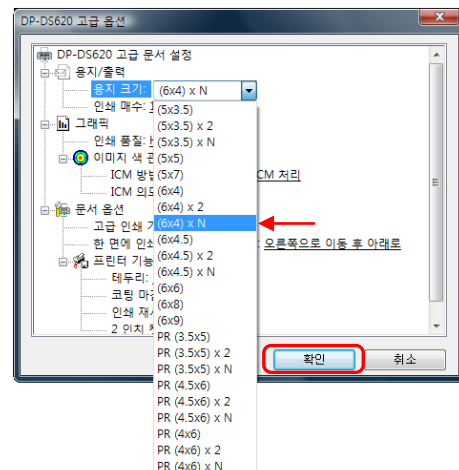 DP-DS620 고급 옵션
DP-DS620 고급 문서 설정
용지/출력
용지 크기: (6x4) x N
인쇄 매수:
(5x3.5)
그래픽
(5x3.5) x 2
인쇄 품질:
(5x3.5) x N
이미지 색
(5x5)
ICM 방
(5x7)
CM 처리
ICM 의
(6x4)
문서 옵션
(6x4) x 2
고급 인쇄
(6x4) x N
한 면에 인쇄
(6x4.5)
: 오른쪽으로 이동 후 아래로
프린터 기능
(6x4.5) x 2
테두리:
(6x4.5) x N
코팅 마
(6x6)
인쇄 재
(6x8)
2 인치
(6x9)
PR (3.5x5)
PR (3.5x5) x 2
확인
취소
PR (3.5x5) x N
PR (4.5x6)
PR (4.5x6) x 2
PR (4.5x6) x N
PR (4x6)
PR (4x6) x 2
PR (4x6) x N